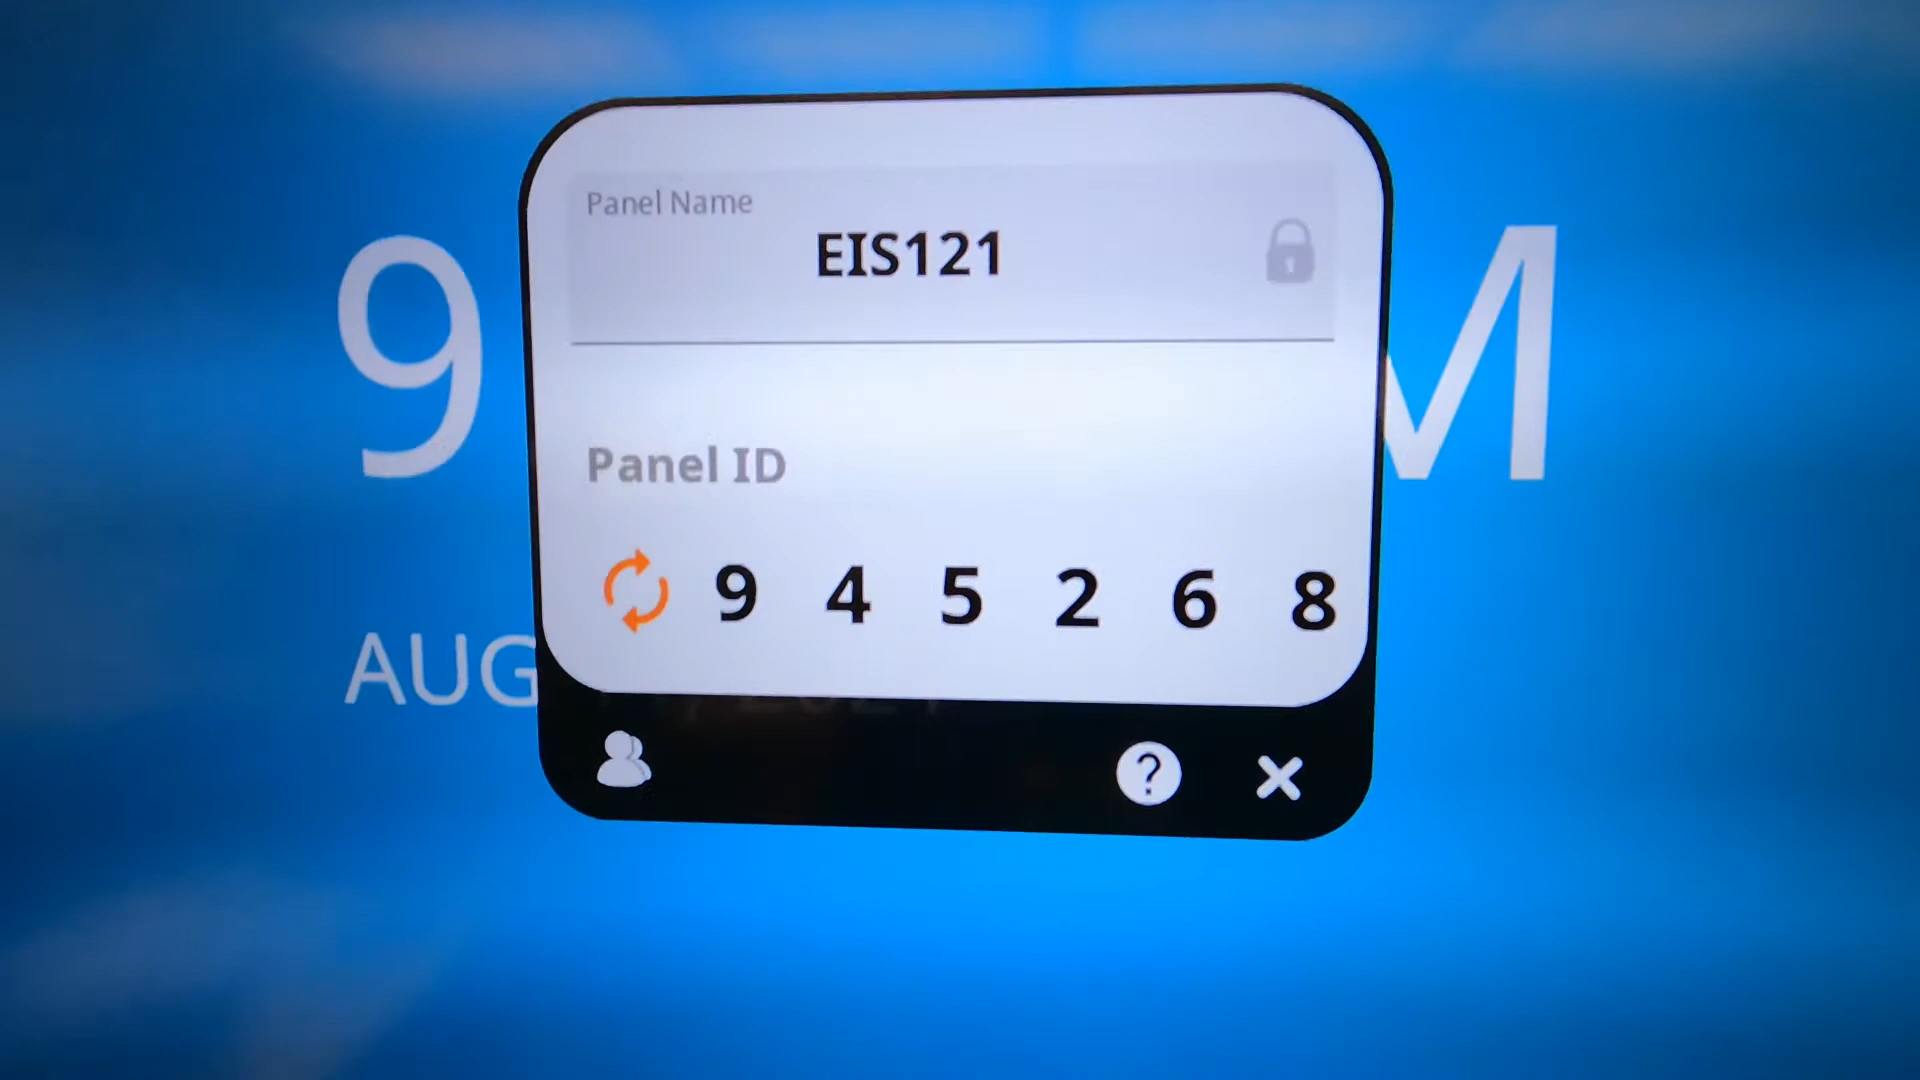 Panel Name
EIS121
9 M
Panel ID
9 4 5 2 6 8
AUG
?